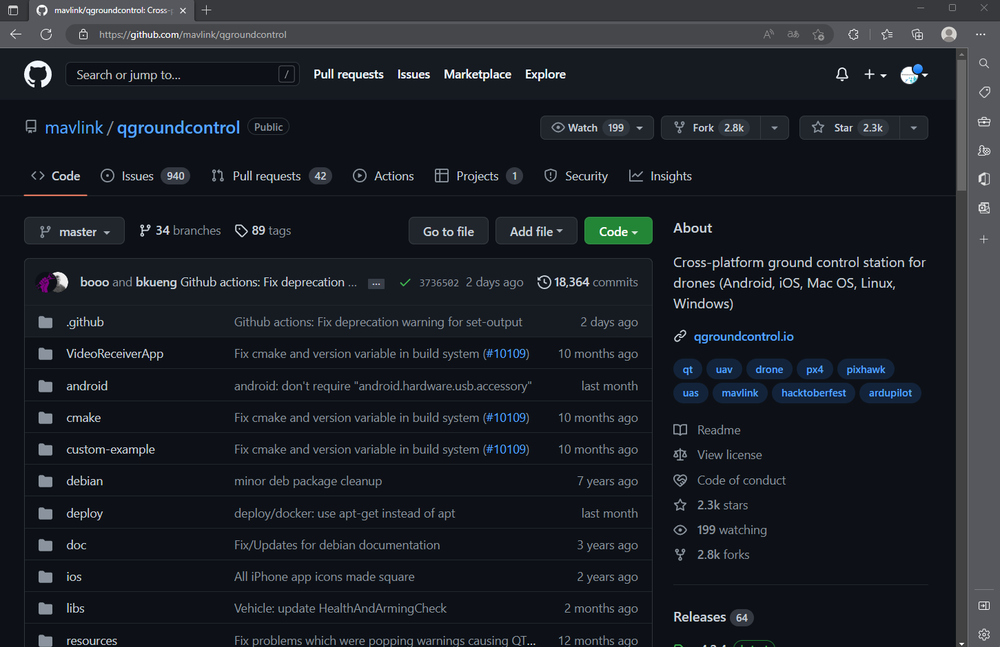 mavlink/qgroundcontrol: Cross-p
https://github.com/mavlink/qgroundcontrol
Search or jump to... /
Pull requests Issues Marketplace Explore
mavlink / qgroundcontrol Public
Watch 199 Fork 2.8k Star 2.3k
Code Issues 940 Pull requests 42 Actions Projects 1 Security Insights
master 34 branches 89 tags Go to file Add file Code
booo and bkueng Github actions: Fix deprecation ... ... 3736502 2 days ago 18,364 commits
.github Github actions: Fix deprecation warning for set-output 2 days ago
VideoReceiverApp Fix cmake and version variable in build system (#10109) 10 months ago
android android: don't require "android.hardware.usb.accessory" last month
cmake Fix cmake and version variable in build system (#10109) 10 months ago
custom-example Fix cmake and version variable in build system (#10109) 10 months ago
debian minor deb package cleanup 7 years ago
deploy deploy/docker: use apt-get instead of apt last month
doc Fix/Updates for debian documentation 3 years ago
ios All iPhone app icons made square 2 years ago
libs Vehicle: update HealthAndArmingCheck 2 months ago
resources Fix problems which were popping warnings causing QT... 12 months ago
About
Cross-platform ground control station for
drones (Android, iOS, Mac OS, Linux,
Windows)
qgroundcontrol.io
qt uav drone px4 pixhawk
uas mavlink hacktoberfest ardupilot
Readme
View license
Code of conduct
2.3k stars
199 watching
2.8k forks
Releases 64